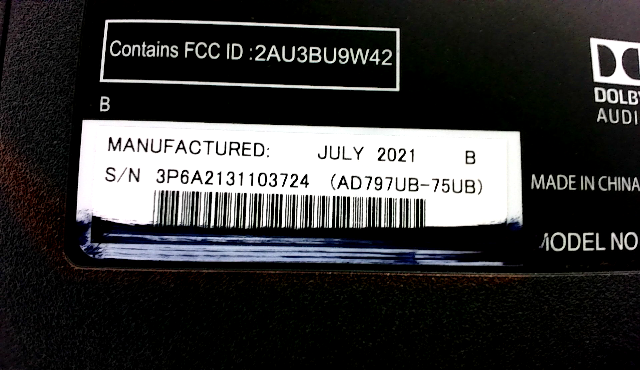 Contains FCC ID :2AU3BU9W42
B
DOLBY
AUDI
MANUFACTURED: JULY 2021 B
S/N 3P6A2131103724 (AD797UB-75UB)
MADE IN CHINA
MODEL NO